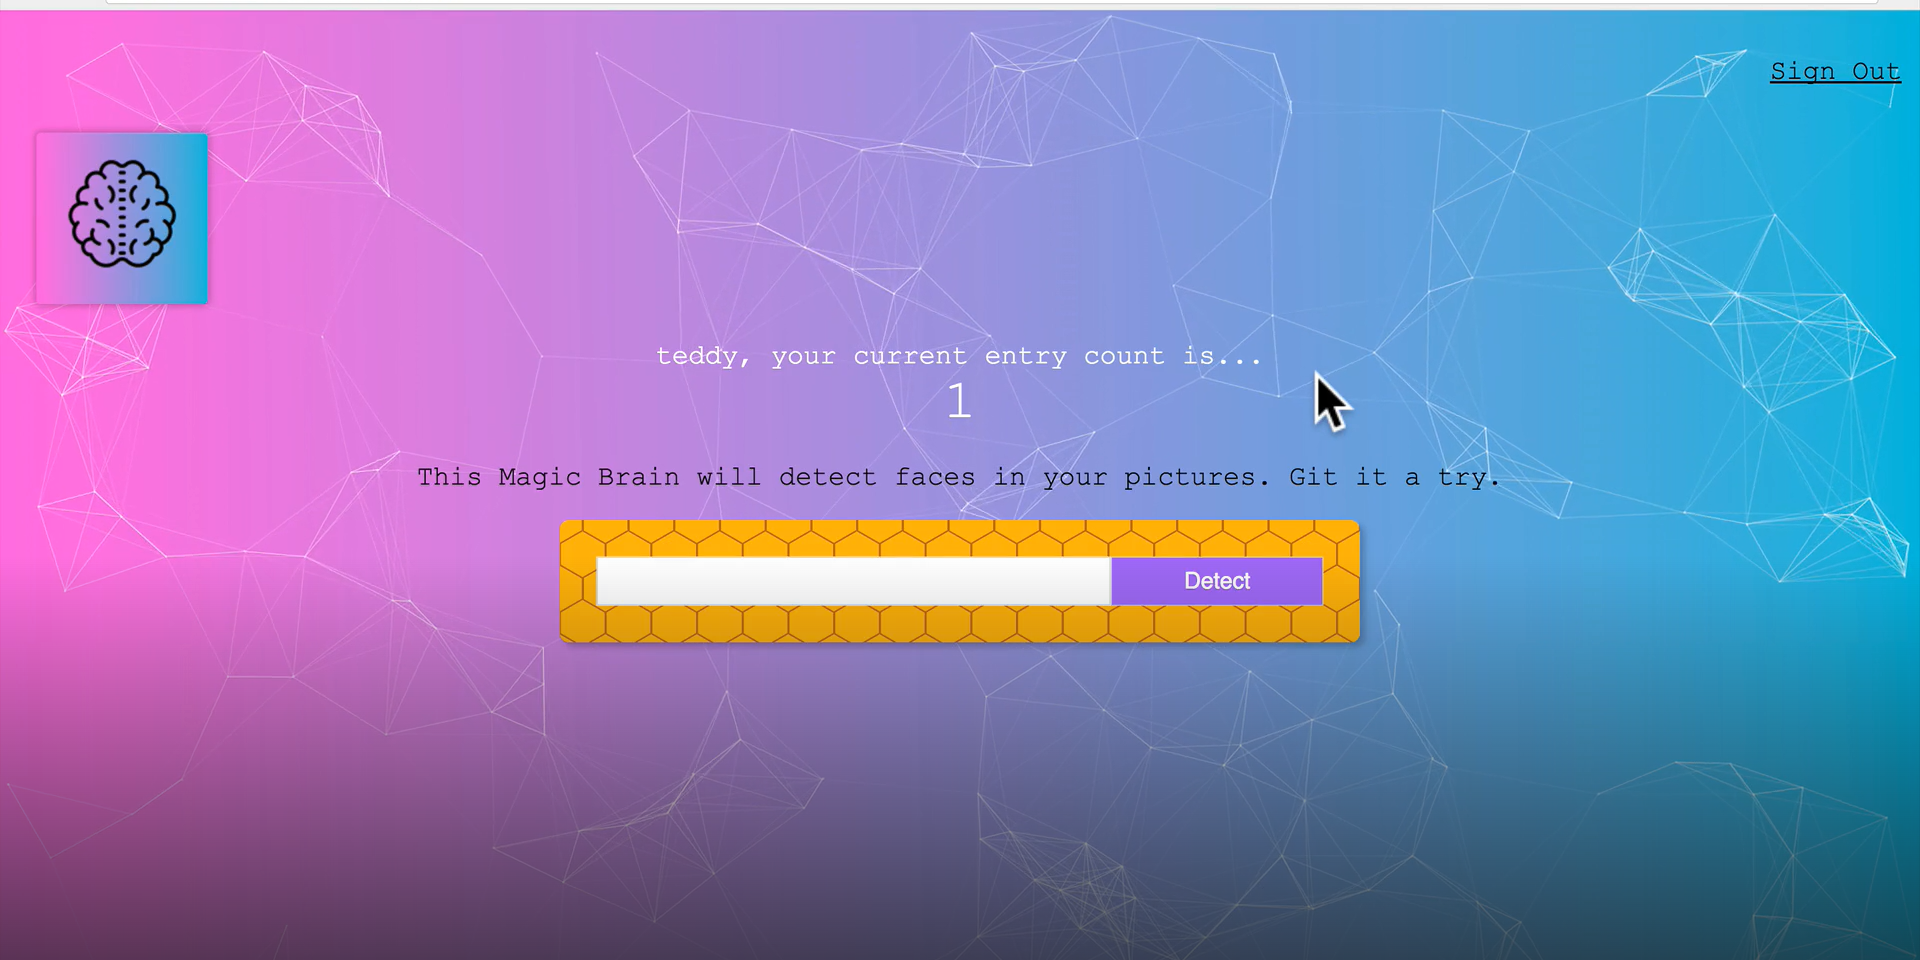 Sign Out
teddy, your current entry count is...
1
This Magic Brain will detect faces in your pictures. Git it a try.
Detect